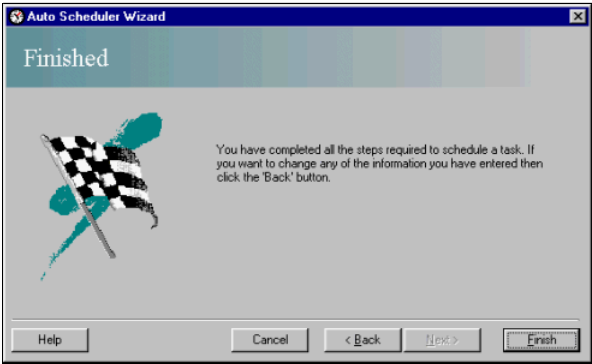 Auto Scheduler Wizard
Finished
You have completed all the steps required to schedule a task. If
you want to change any of the information you have entered then
click the 'Back' button.
Help
Cancel
< Back
Next >
Finish